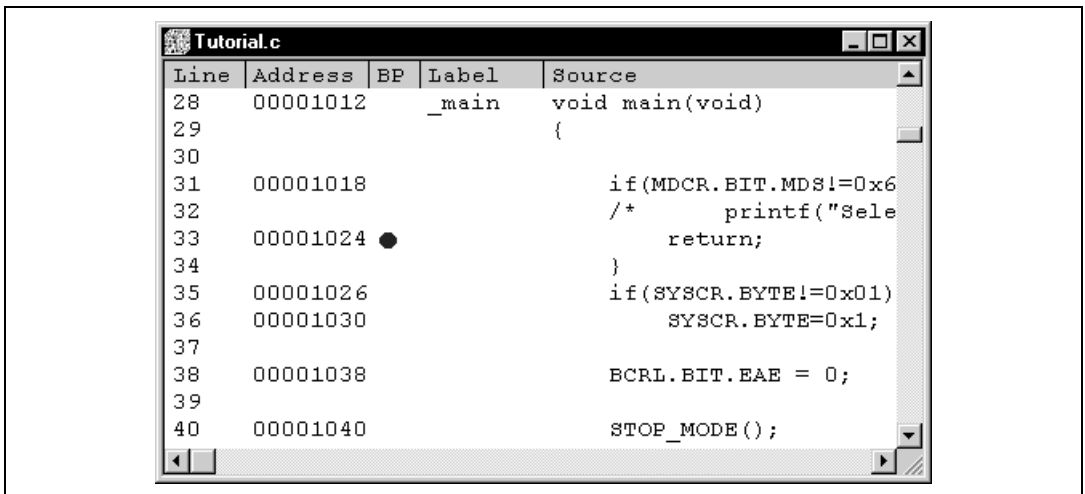 Tutorial.c
Line Address BP Label Source
28 00001012 _main void main(void)
29 {
30
31 00001018 if(MDCR.BIT.MDS!=0x6
32 /* printf("Sele
33 00001024 return;
34 }
35 00001026 if(SYSCR.BYTE!=0x01)
36 00001030 SYSCR.BYTE=0x1;
37
38 00001038 BCRL.BIT.EAE = 0;
39
40 00001040 STOP_MODE();